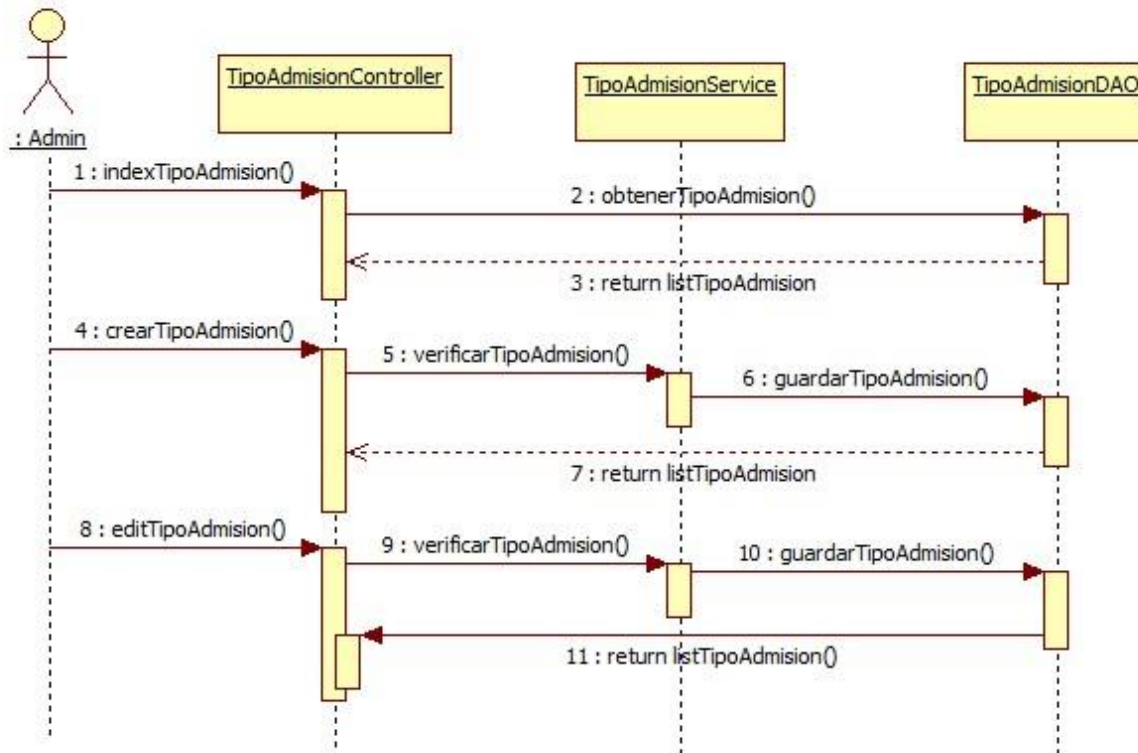 TipoAdmisionController
TipoAdmisionService
TipoAdmisionDAO
: Admin
1 : indexTipoAdmision()
2 : obtenerTipoAdmision()
3 : return listTipoAdmision
4 : crearTipoAdmision()
5 : verificarTipoAdmision()
6 : guardarTipoAdmision()
7 : return listTipoAdmision
8 : editTipoAdmision()
9 : verificarTipoAdmision()
10 : guardarTipoAdmision()
11 : return listTipoAdmision()